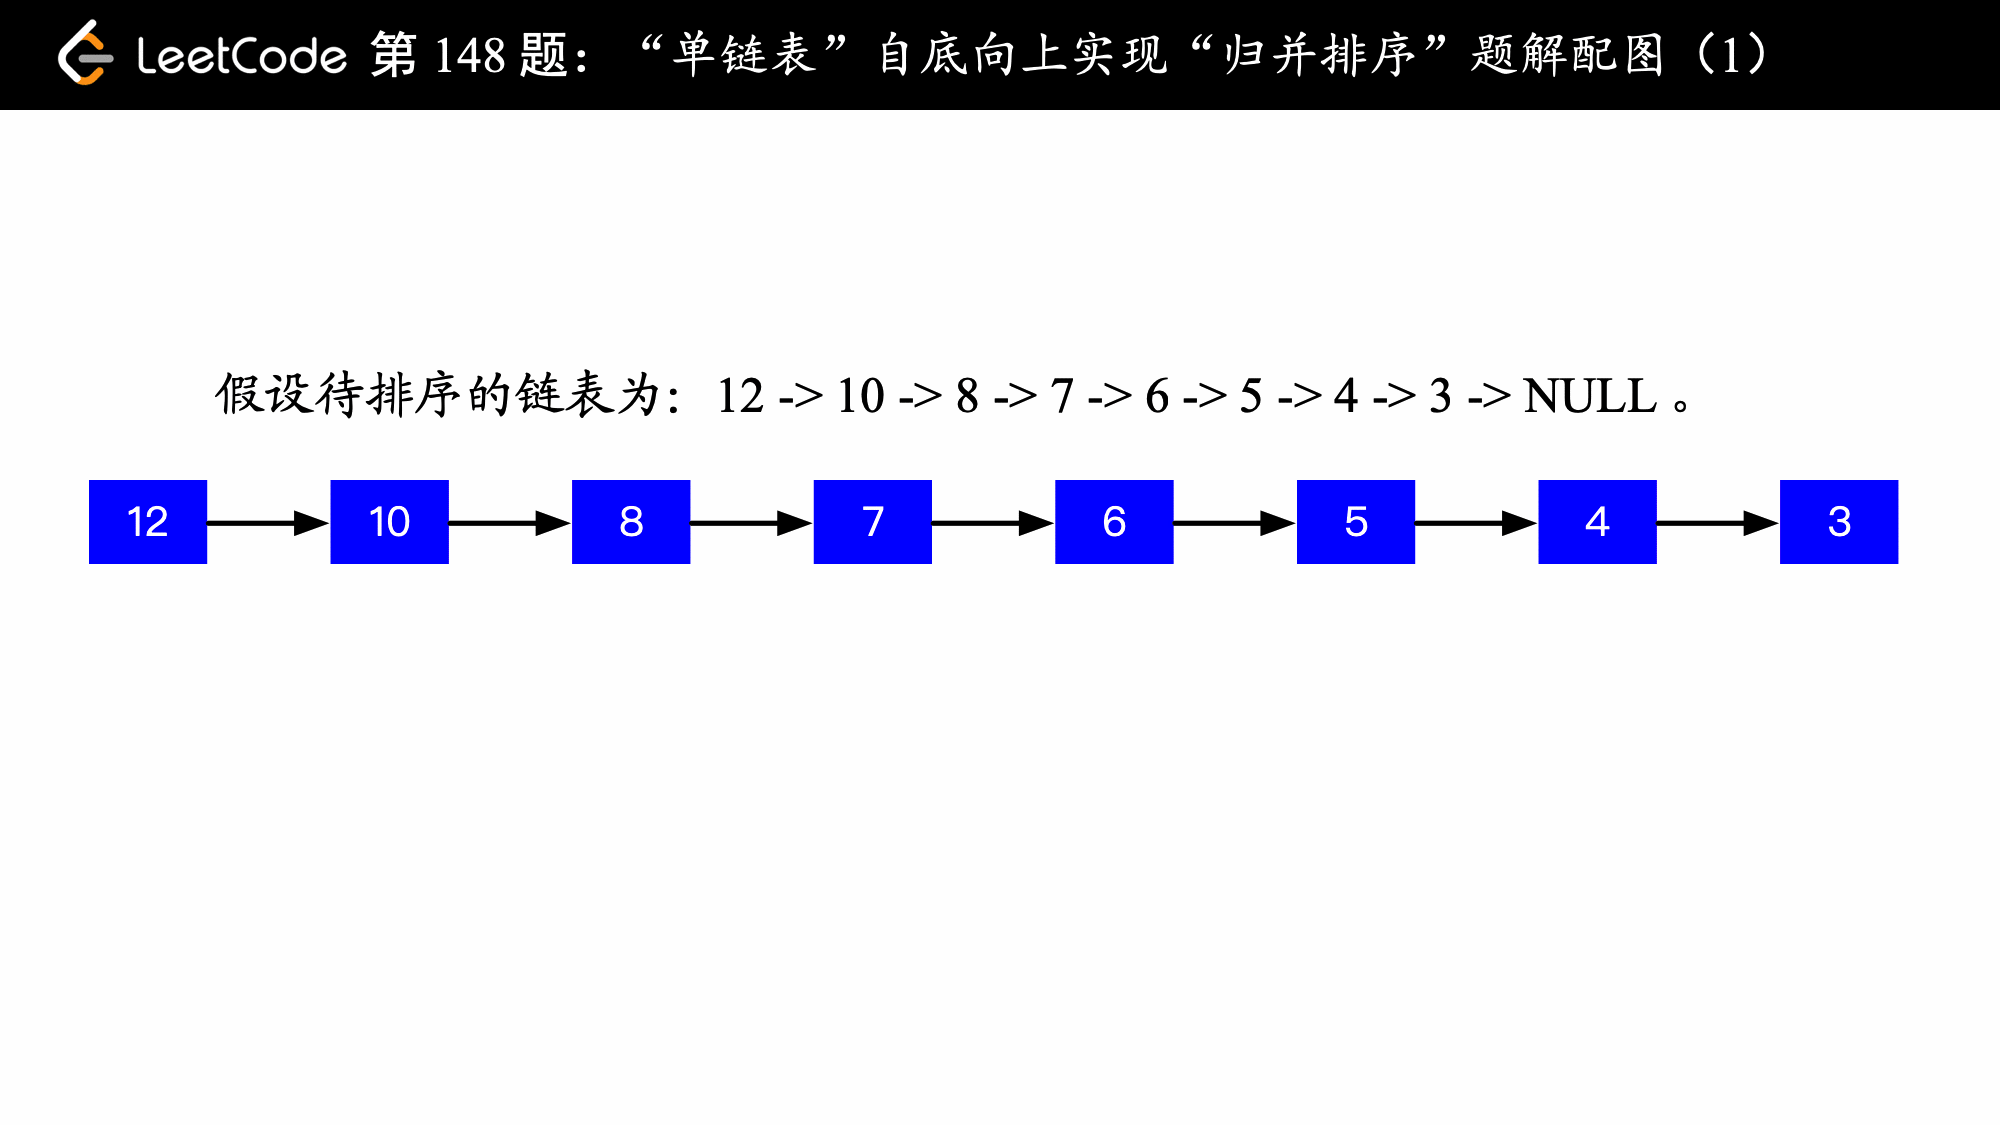 LeetCode 第 148 题：“单链表”自底向上实现“归并排序”题解配图（1）
假设待排序的链表为：12 -> 10 -> 8 -> 7 -> 6 -> 5 -> 4 -> 3 -> NULL 。
12 10 8 7 6 5 4 3